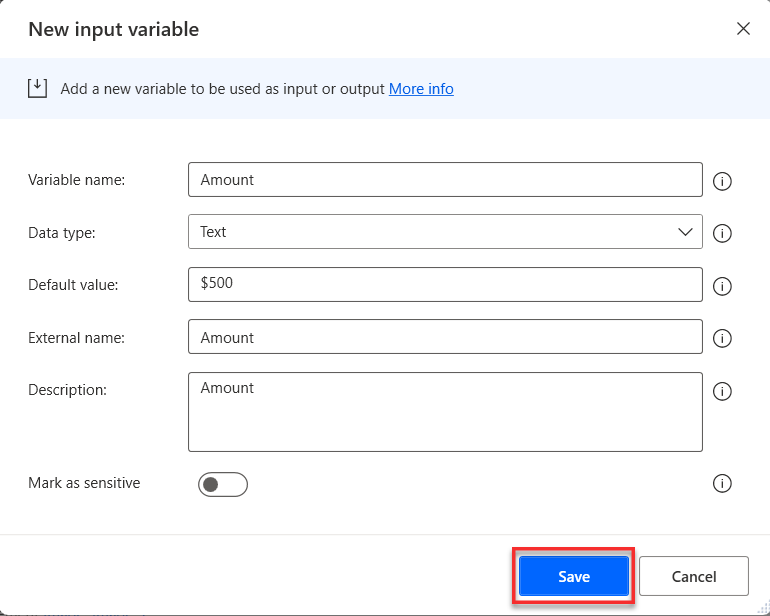 New input variable
Add a new variable to be used as input or output More info
Variable name: Amount
Data type: Text
Default value: $500
External name: Amount
Description: Amount
Mark as sensitive
Save Cancel